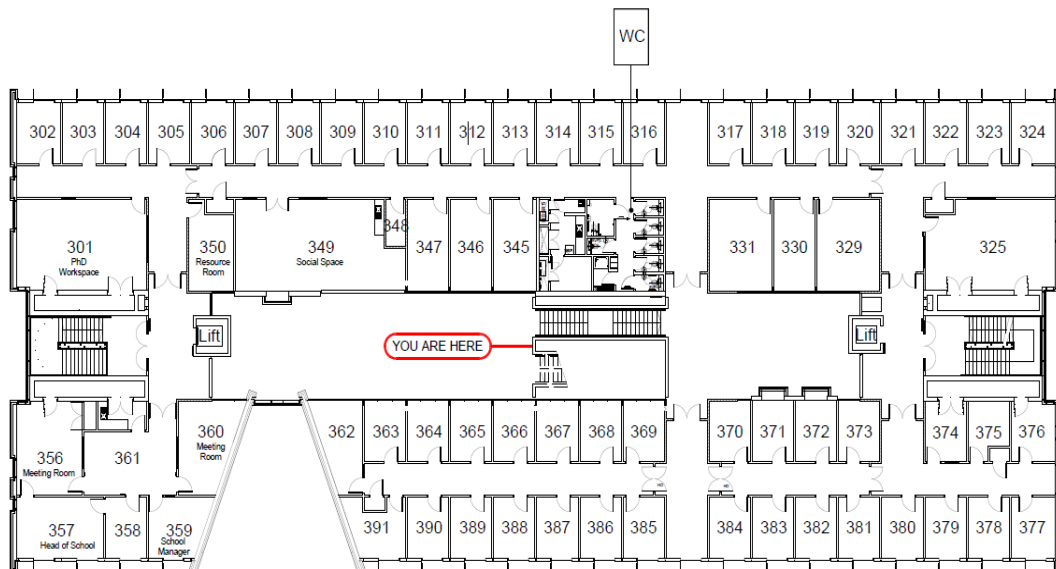 WC
302 303 304 305 306 307 308 309 310 311 312 313 314 315 316 317 318 319 320 321 322 323 324
301
PhD
Workspace
350
Resource
Room
349
Social Space
348
347 346 345
331 330 329
325
Lift
YOU ARE HERE
Lift
356
Meeting Room
361
360
Meeting
Room
362 363 364 365 366 367 368 369 370 371 372 373 374 375 376
357
Head of School
358
359
School
Manager
391 390 389 388 387 386 385 384 383 382 381 380 379 378 377